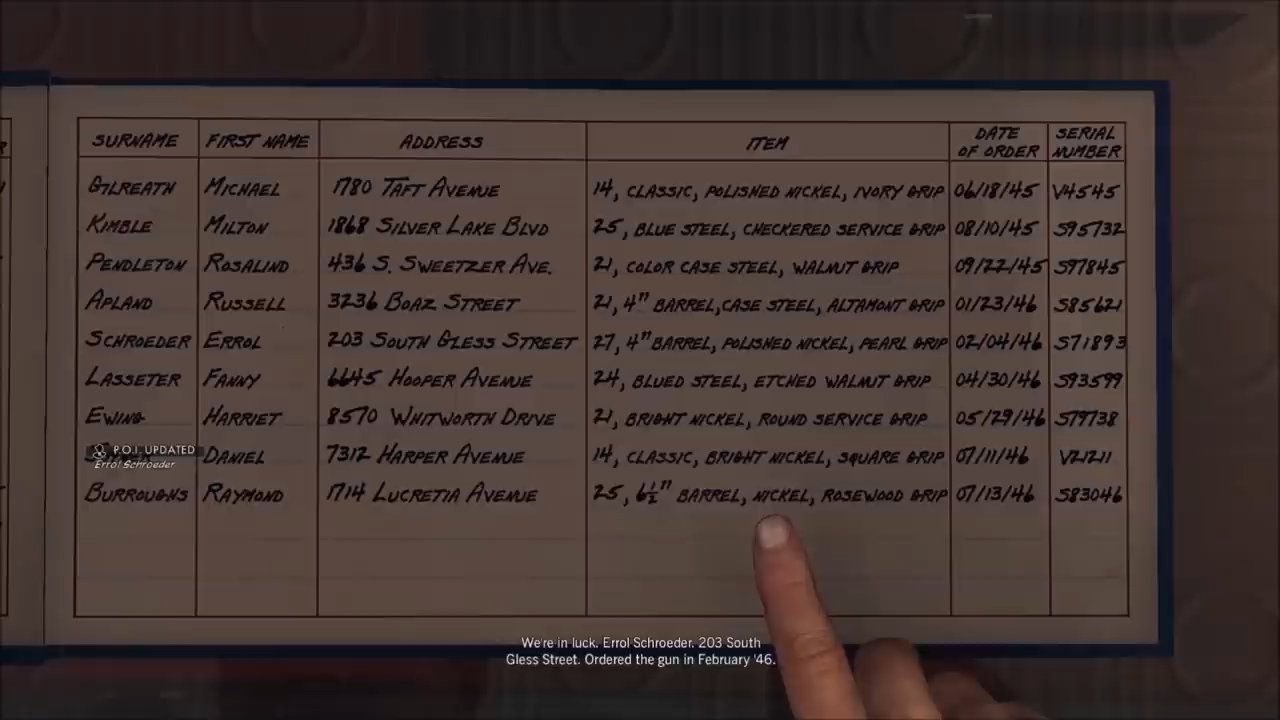 SURNAME FIRST NAME ADDRESS ITEM DATE OF ORDER SERIAL NUMBER
GILREATH MICHAEL 1780 TAFT AVENUE 14, CLASSIC, POLISHED NICKEL, IVORY GRIP 06/18/45 V4545
KIMBLE MILTON 1868 SILVER LAKE BLVD 25, BLUE STEEL, CHECKERED SERVICE GRIP 08/10/45 S95732
PENDLETON ROSALIND 436 S. SWEETZER AVE. 21, COLOR CASE STEEL, WALNUT GRIP 09/22/45 S97845
APLAND RUSSELL 3236 BOAZ STREET 21, 4" BARREL, CASE STEEL, ALTAMONT GRIP 01/23/46 S85621
SCHROEDER ERROL 203 SOUTH GLESS STREET 27, 4" BARREL, POLISHED NICKEL, PEARL GRIP 02/04/46 S71893
LASSETER FANNY 6645 HOOPER AVENUE 24, BLUED STEEL, ETCHED WALNUT GRIP 04/30/46 S93599
EWING HARRIET 8570 WHITWORTH DRIVE 21, BRIGHT NICKEL, ROUND SERVICE GRIP 05/29/46 S79738
P.O.I. UPDATED
Errol Schroeder
DANIEL 7312 HARPER AVENUE 14, CLASSIC, BRIGHT NICKEL, SQUARE GRIP 07/11/46 V21211
BURROUGHS RAYMOND 1714 LUCRETIA AVENUE 25, 6½" BARREL, NICKEL, ROSEWOOD GRIP 07/13/46 S83046
We're in luck. Errol Schroeder. 203 South
Gless Street. Ordered the gun in February '46.